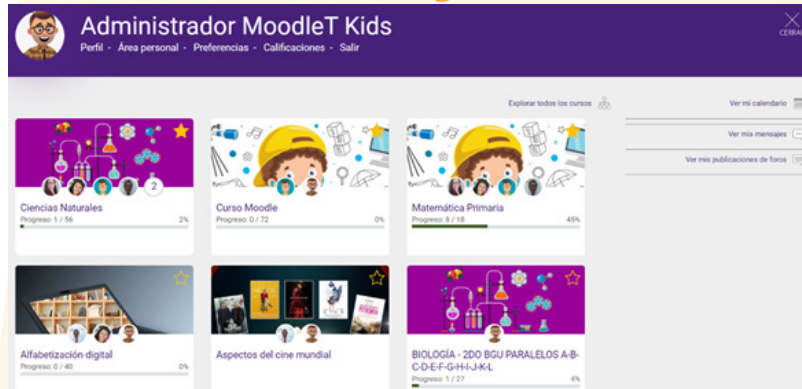 Administrador MoodleT Kids
Perfil - Área personal - Preferencias - Calificaciones - Salir
Explorar todos los cursos
Ver mi calendario
Ver mis mensajes
Ver mis publicaciones de foros
2
Ciencias Naturales
Progreso: 1 / 56 2%
Curso Moodle
Progreso: 0 / 72 0%
Matemática Primaria
Progreso: 8 / 18 45%
Alfabetización digital
Progreso: 0 / 40 0%
Aspectos del cine mundial
BIOLOGÍA - 2DO BGU PARALELOS A-B-
C-D-E-F-G-H-I-J-K-L
Progreso: 1 / 27 4%